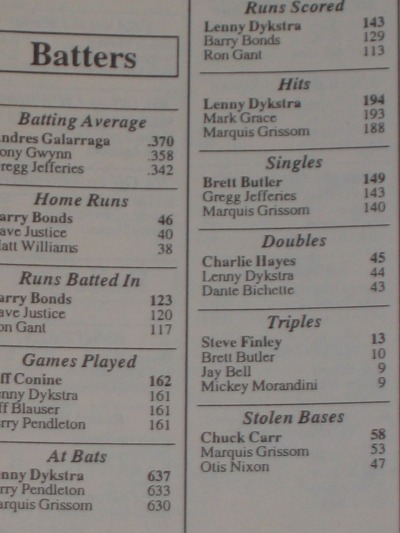 Batters
Batting Average
ndres Galarraga .370
ony Gwynn .358
regg Jefferies .342
Home Runs
arry Bonds 46
ave Justice 40
att Williams 38
Runs Batted In
arry Bonds 123
ave Justice 120
on Gant 117
Games Played
ff Conine 162
nny Dykstra 161
ff Blauser 161
rry Pendleton 161
At Bats
nny Dykstra 637
rry Pendleton 633
arquis Grissom 630
Runs Scored
Lenny Dykstra 143
Barry Bonds 129
Ron Gant 113
Hits
Lenny Dykstra 194
Mark Grace 193
Marquis Grissom 188
Singles
Brett Butler 149
Gregg Jefferies 143
Marquis Grissom 140
Doubles
Charlie Hayes 45
Lenny Dykstra 44
Dante Bichette 43
Triples
Steve Finley 13
Brett Butler 10
Jay Bell 9
Mickey Morandini 9
Stolen Bases
Chuck Carr 58
Marquis Grissom 53
Otis Nixon 47